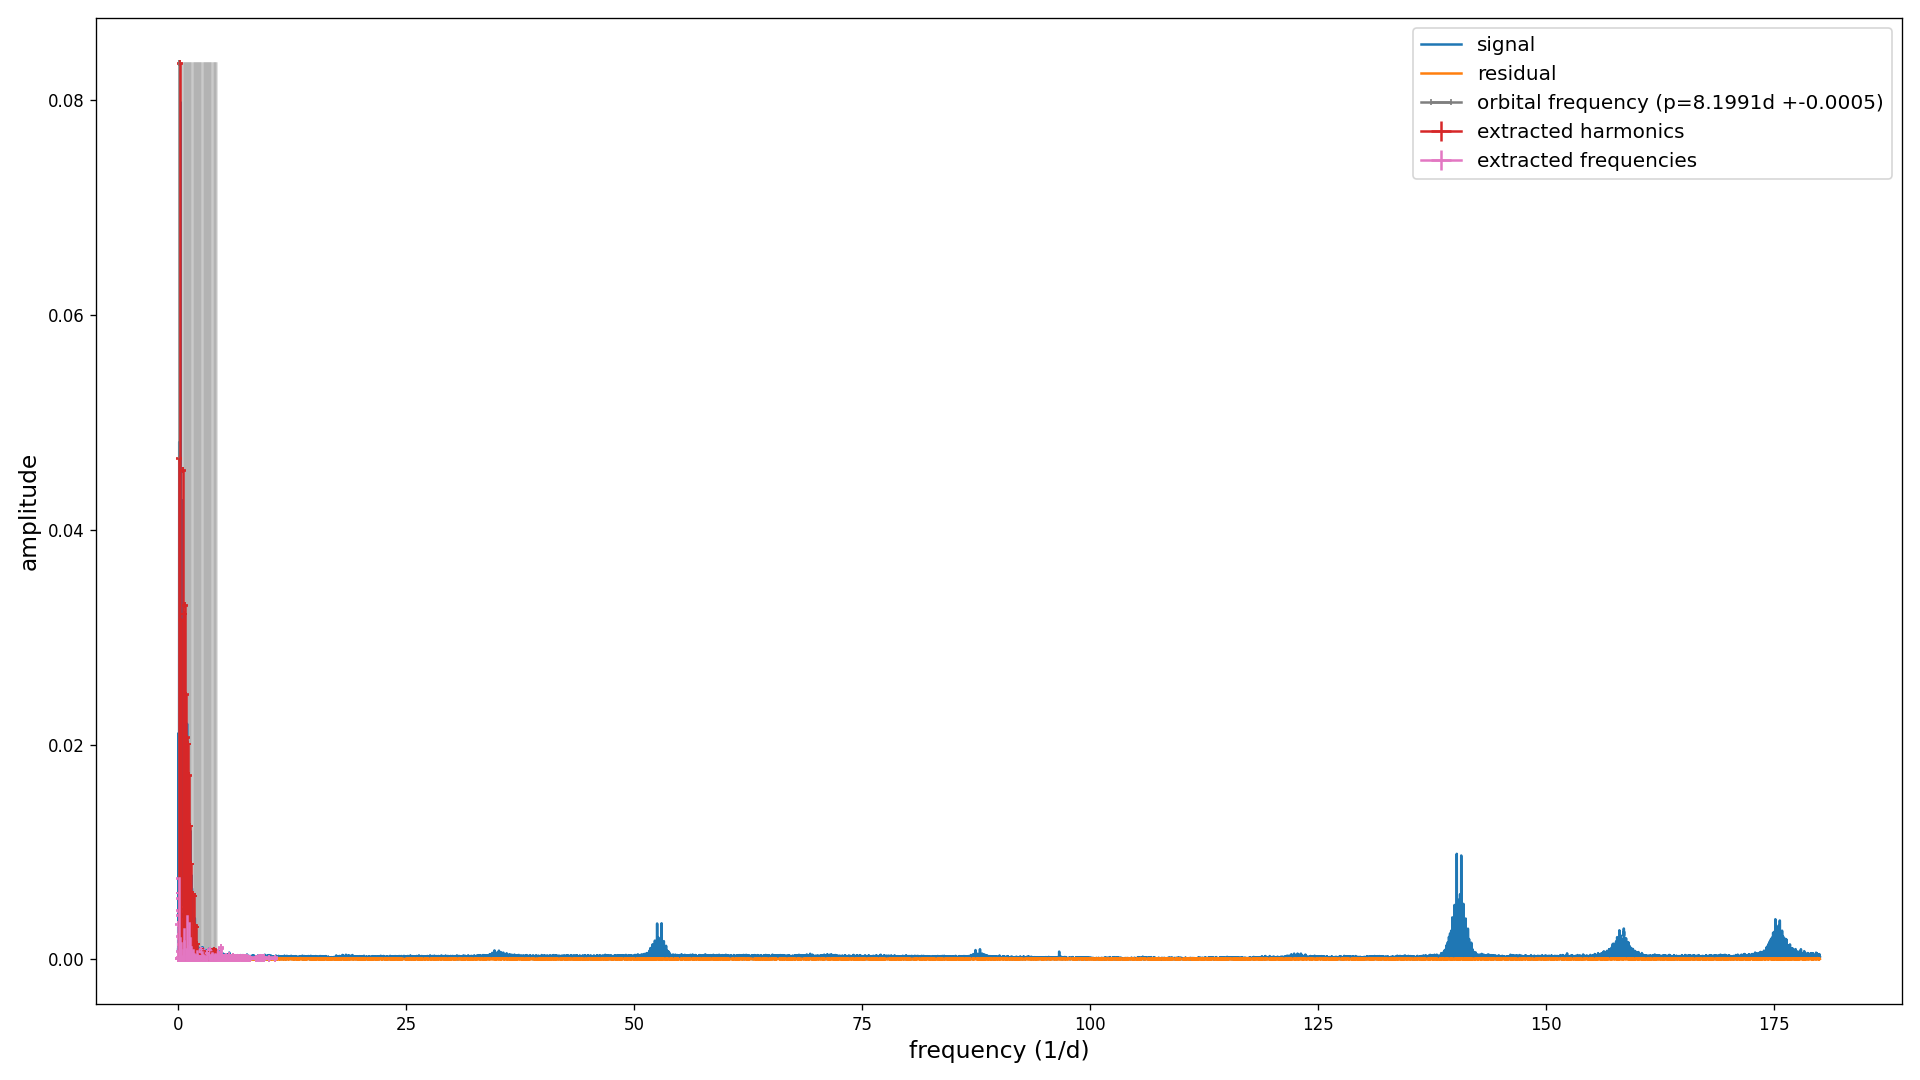 signal
residual
orbital frequency (p=8.1991d +-0.0005)
extracted harmonics
extracted frequencies
0.08
0.06
0.04
0.02
0.00
amplitude
0 25 50 75 100 125 150 175
frequency (1/d)